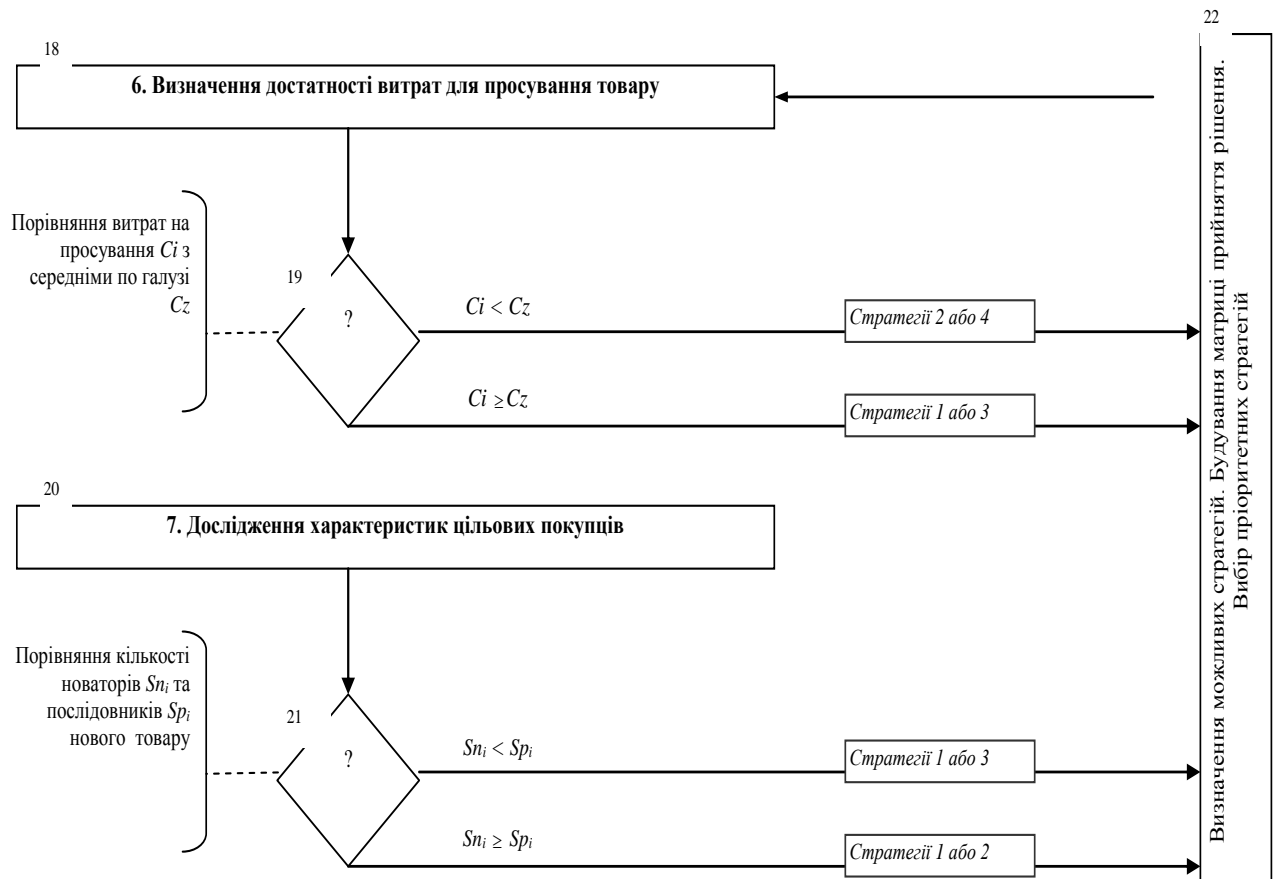 22
18
6. Визначення достатності витрат для просування товару
Порівняння витрат на
просування Ci з
середніми по галузі
Cz
19
?
Ci < Cz
Стратегії 2 або 4
Ci ≥ Cz
Стратегії 1 або 3
20
7. Дослідження характеристик цільових покупців
Порівняння кількості
новаторів Snᵢ та
послідовників Spᵢ
нового товару
21
?
Snᵢ < Spᵢ
Стратегії 1 або 3
Snᵢ ≥ Spᵢ
Стратегії 1 або 2
Визначення можливих стратегій. Будування матриці прийняття рішення.
Вибір пріоритетних стратегій